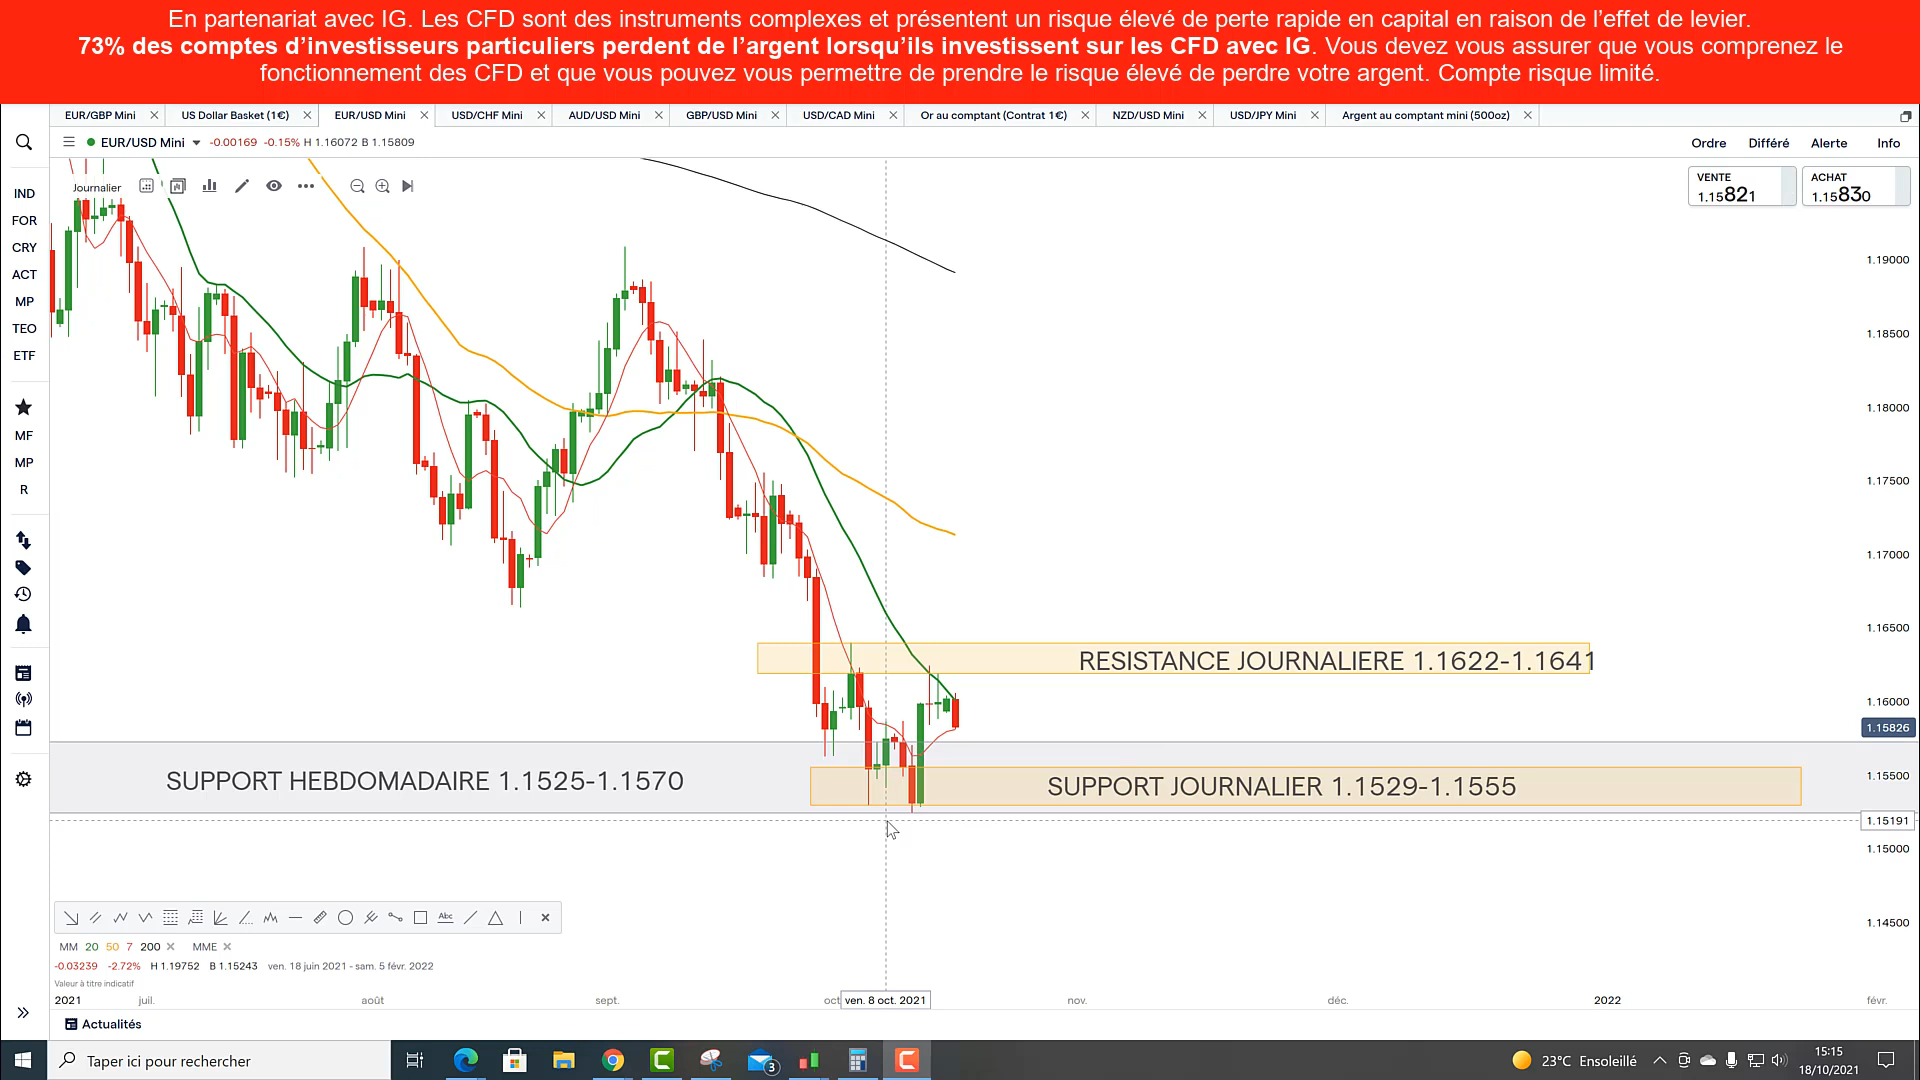 En partenariat avec IG. Les CFD sont des instruments complexes et présentent un risque élevé de perte rapide en capital en raison de l’effet de levier.
73% des comptes d’investisseurs particuliers perdent de l’argent lorsqu’ils investissent sur les CFD avec IG. Vous devez vous assurer que vous comprenez le
fonctionnement des CFD et que vous pouvez vous permettre de prendre le risque élevé de perdre votre argent. Compte risque limité.
EUR/GBP Mini US Dollar Basket (1€) EUR/USD Mini USD/CHF Mini AUD/USD Mini GBP/USD Mini USD/CAD Mini Or au comptant (Contrat 1€) NZD/USD Mini USD/JPY Mini Argent au comptant mini (500oz)
EUR/USD Mini -0.00169 -0.15% H 1.16072 B 1.15809 Ordre Différé Alerte Info
Journalier
VENTE ACHAT
1.15821 1.15830
IND
FOR
CRY
ACT
MP
TEO
ETF
MF
MP
R
1.19000
1.18500
1.18000
1.17500
1.17000
1.16500
RESISTANCE JOURNALIERE 1.1622-1.1641
1.16000
1.15826
1.15500
SUPPORT HEBDOMADAIRE 1.1525-1.1570
SUPPORT JOURNALIER 1.1529-1.1555
1.15191
1.15000
1.14500
Abc
MM 20 50 7 200 MME
-0.03239 -2.72% H 1.19752 B 1.15243 ven. 18 juin 2021 - sam. 5 févr. 2022
Valeur à titre indicatif
2021 juil. août sept. oct ven. 8 oct. 2021 nov. déc. 2022 févr.
Actualités
Taper ici pour rechercher
3
23°C Ensoleillé
15:15
18/10/2021